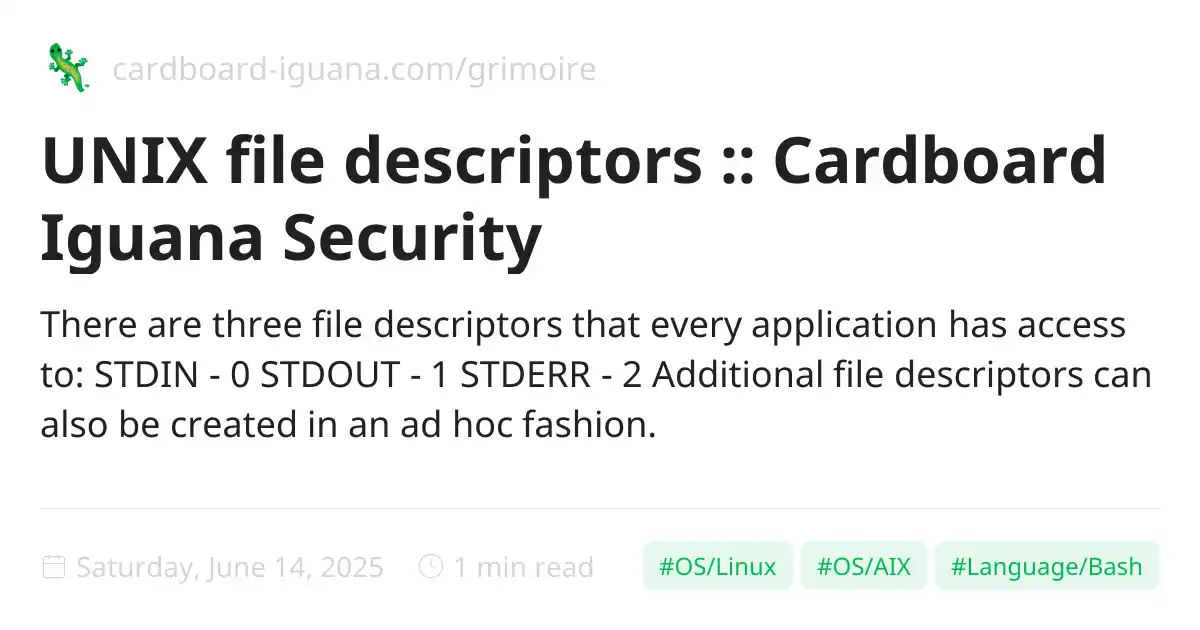 cardboard-iguana.com/grimoire
UNIX file descriptors :: Cardboard
Iguana Security
There are three file descriptors that every application has access
to: STDIN - 0 STDOUT - 1 STDERR - 2 Additional file descriptors can
also be created in an ad hoc fashion.
Saturday, June 14, 2025 1 min read #OS/Linux #OS/AIX #Language/Bash